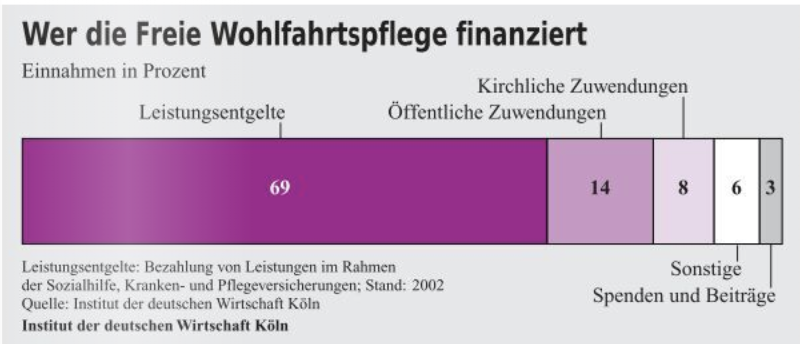 Wer die Freie Wohlfahrtspflege finanziert
Einnahmen in Prozent
Kirchliche Zuwendungen
Leistungsentgelte
Öffentliche Zuwendungen
69
14
8
6
3
Sonstige
Spenden und Beiträge
Leistungsentgelte: Bezahlung von Leistungen im Rahmen
der Sozialhilfe, Kranken- und Pflegeversicherungen; Stand: 2002
Quelle: Institut der deutschen Wirtschaft Köln
Institut der deutschen Wirtschaft Köln